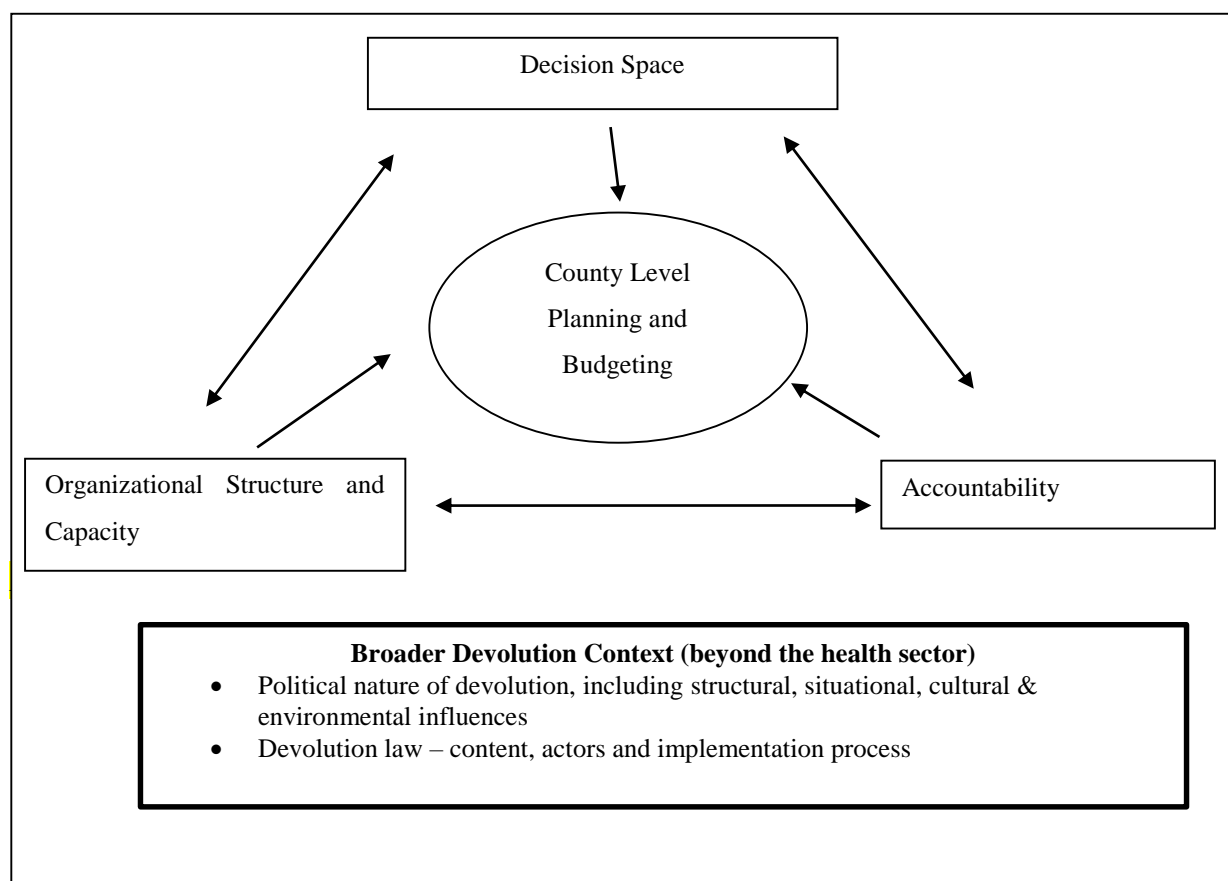 Decision Space
County Level
Planning and
Budgeting
Organizational Structure and
Capacity
Accountability
Broader Devolution Context (beyond the health sector)
• Political nature of devolution, including structural, situational, cultural &
environmental influences
• Devolution law – content, actors and implementation process